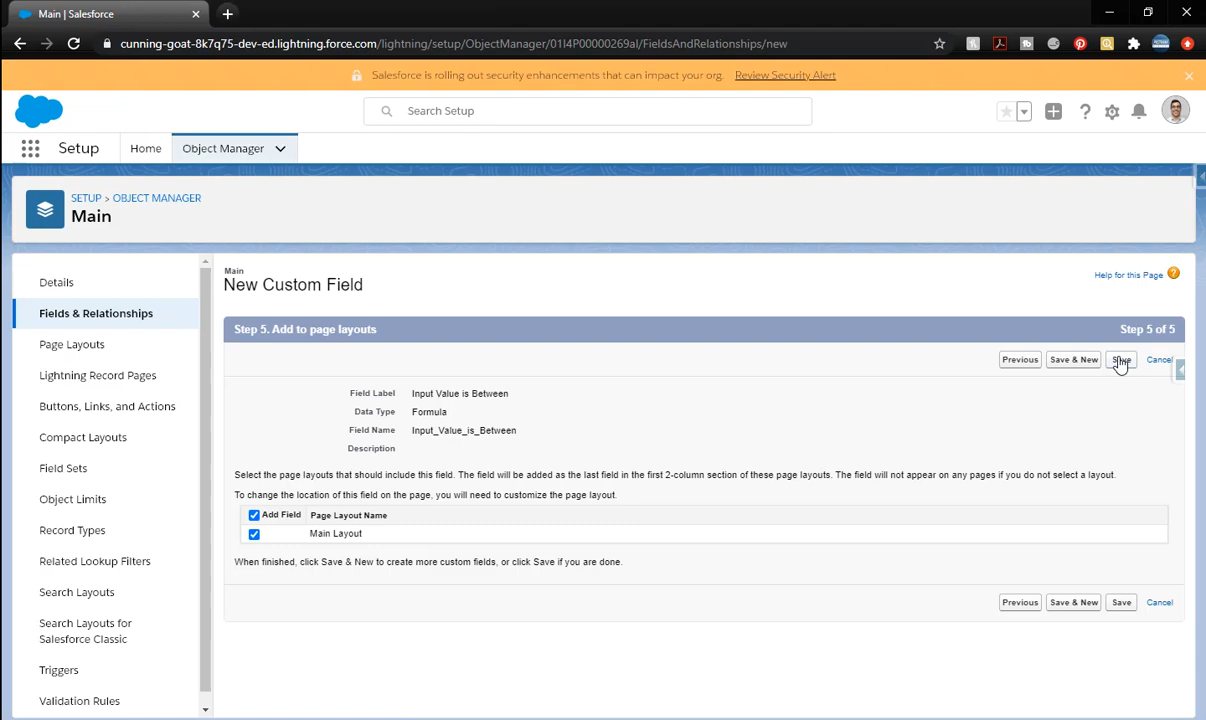 Main | Salesforce
cunning-goat-8k7q75-dev-ed.lightning.force.com/lightning/setup/ObjectManager/01I4P00000269al/FieldsAndRelationships/new
Salesforce is rolling out security enhancements that can impact your org. Review Security Alert
Search Setup
Setup
Home
Object Manager
SETUP > OBJECT MANAGER
Main
Details
Fields & Relationships
Page Layouts
Lightning Record Pages
Buttons, Links, and Actions
Compact Layouts
Field Sets
Object Limits
Record Types
Related Lookup Filters
Search Layouts
Search Layouts for
Salesforce Classic
Triggers
Validation Rules
Main
New Custom Field
Help for this Page
Step 5. Add to page layouts
Step 5 of 5
Previous
Save & New
Save
Cancel
Field Label Input Value is Between
Data Type Formula
Field Name Input_Value_is_Between
Description
Select the page layouts that should include this field. The field will be added as the last field in the first 2-column section of these page layouts. The field will not appear on any pages if you do not select a layout.
To change the location of this field on the page, you will need to customize the page layout.
Add Field Page Layout Name
Main Layout
When finished, click Save & New to create more custom fields, or click Save if you are done.
Previous
Save & New
Save
Cancel